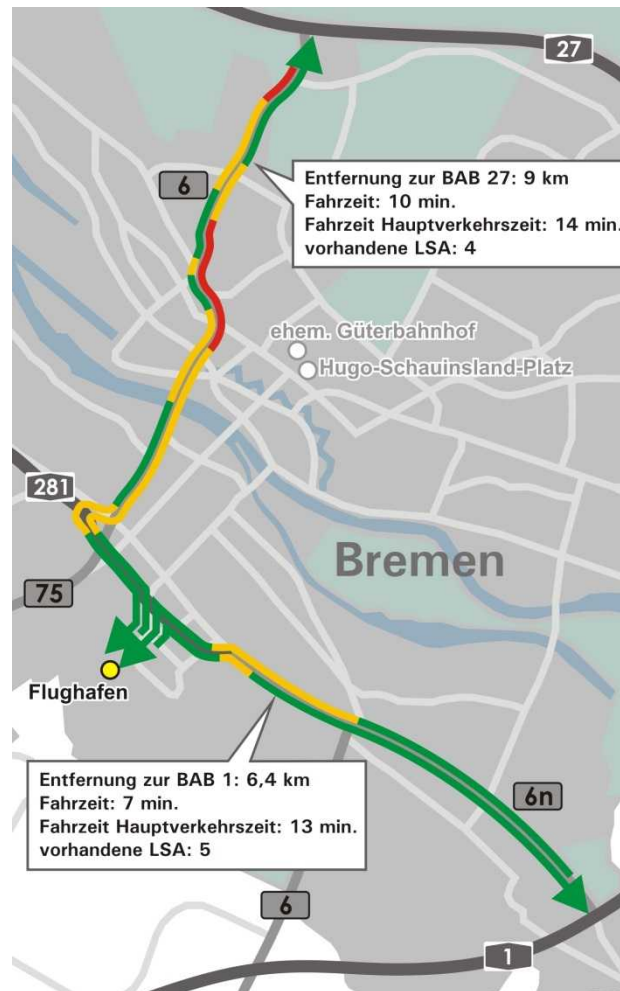 27
Entfernung zur BAB 27: 9 km
Fahrzeit: 10 min.
Fahrzeit Hauptverkehrszeit: 14 min.
vorhandene LSA: 4
6
ehem. Güterbahnhof
Hugo-Schauinsland-Platz
281
Bremen
75
Flughafen
Entfernung zur BAB 1: 6,4 km
Fahrzeit: 7 min.
Fahrzeit Hauptverkehrszeit: 13 min.
vorhandene LSA: 5
6n
6
1